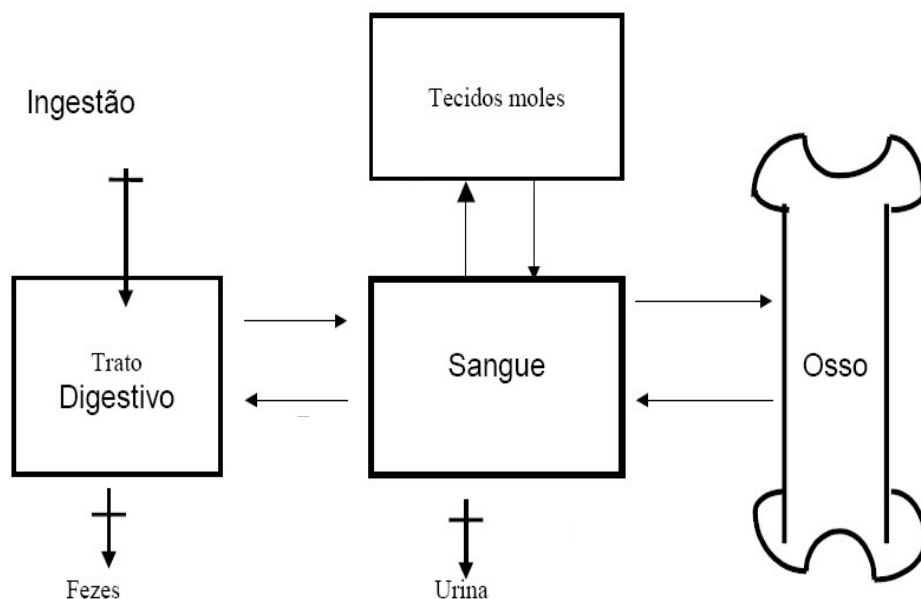 Tecidos moles
Ingestão
Trato
Digestivo
Sangue
Osso
Fezes
Urina